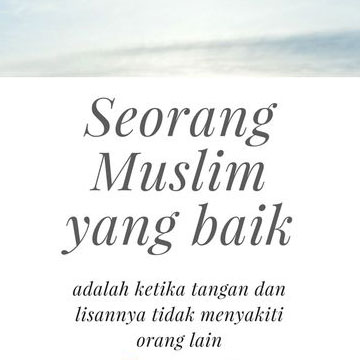 Seorang
Muslim
yang baik
adalah ketika tangan dan
lisannya tidak menyakiti
orang lain